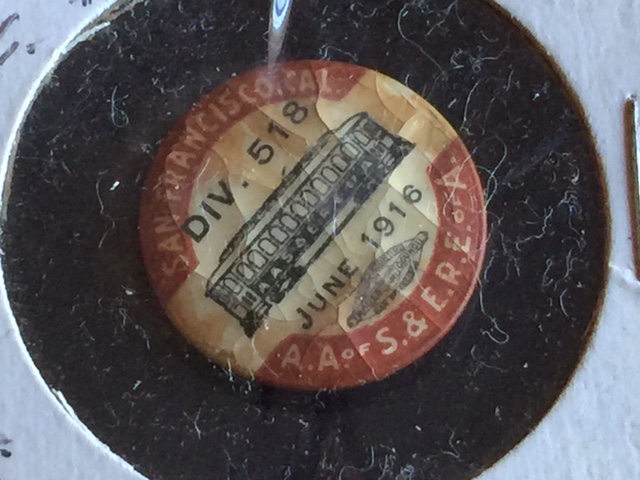 SAN FRANCISCO. CAL.
DIV. 518
JUNE 1916
A.A. OF S. & E.R.E. OF A.